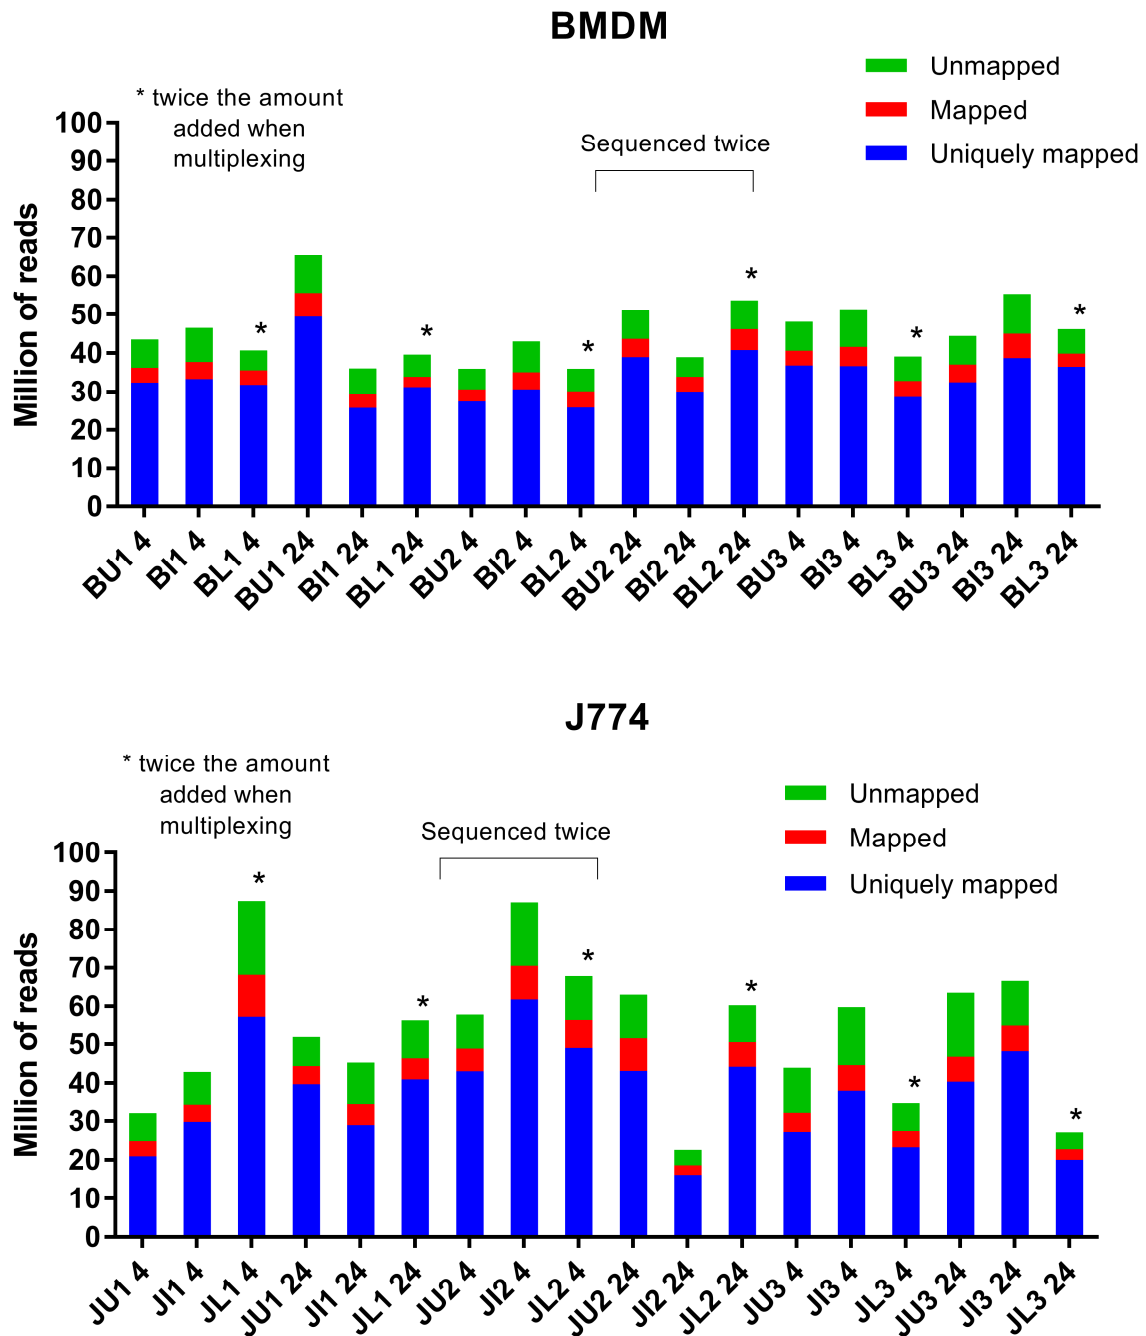 BMDM
Unmapped
Mapped
Uniquely mapped
* twice the amount
added when
multiplexing
Sequenced twice
Million of reads
100
90
80
70
60
50
40
30
20
10
0
*
*
*
*
*
*
BU1 4
BI1 4
BL1 4
BU1 24
BI1 24
BL1 24
BU2 4
BI2 4
BL2 4
BU2 24
BI2 24
BL2 24
BU3 4
BI3 4
BL3 4
BU3 24
BI3 24
BL3 24
J774
* twice the amount
added when
multiplexing
Unmapped
Mapped
Uniquely mapped
Sequenced twice
Million of reads
100
90
80
70
60
50
40
30
20
10
0
*
*
*
*
*
*
JU1 4
JI1 4
JL1 4
JU1 24
JI1 24
JL1 24
JU2 4
JI2 4
JL2 4
JU2 24
JI2 24
JL2 24
JU3 4
JI3 4
JL3 4
JU3 24
JI3 24
JL3 24